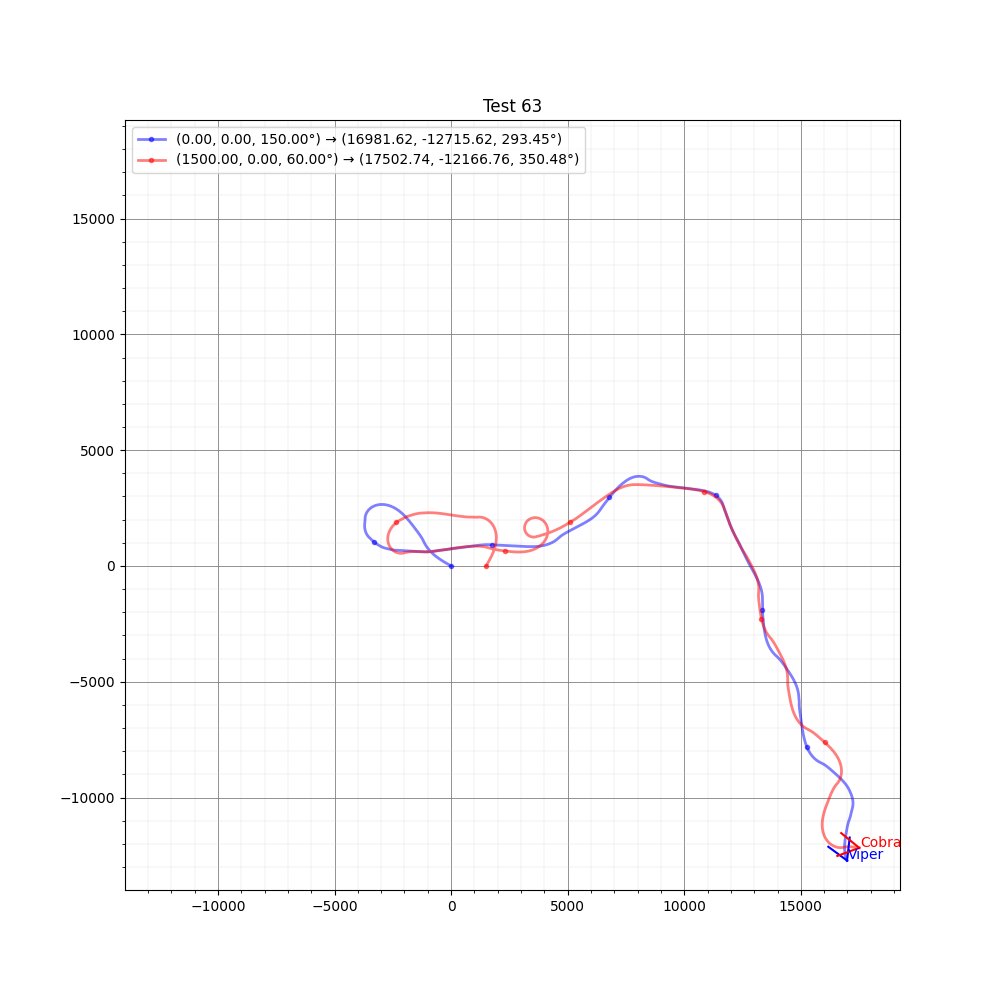 Test 63
(0.00, 0.00, 150.00°) → (16981.62, -12715.62, 293.45°)
(1500.00, 0.00, 60.00°) → (17502.74, -12166.76, 350.48°)
15000
10000
5000
0
−5000
−10000
Cobra
Viper
−10000 −5000 0 5000 10000 15000